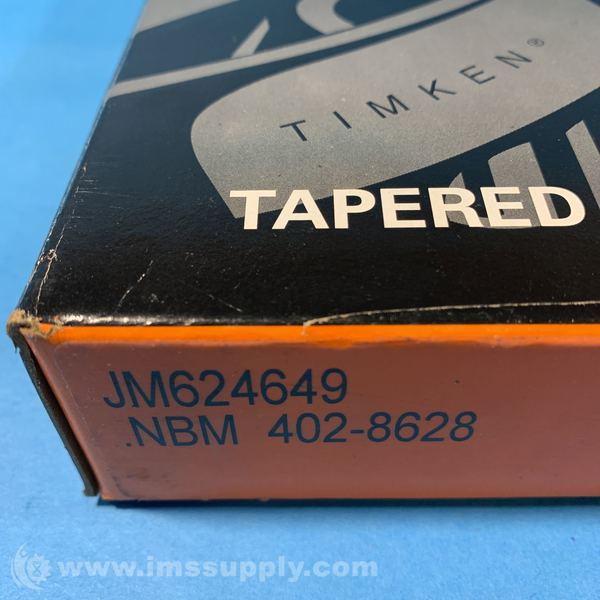 TIMKEN®
TAPERED
JM624649
.NBM 402-8628
www.imssupply.com